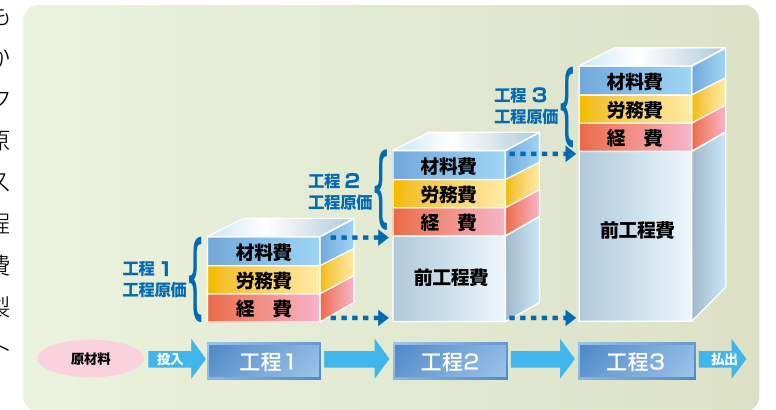 も
か
ク
原
ス
程
費
製
へ
工程 1
工程原価
材料費
労務費
経 費
工程 2
工程原価
材料費
労務費
経 費
前工程費
工程 3
工程原価
材料費
労務費
経 費
前工程費
原材料
投入
工程1
工程2
工程3
払出